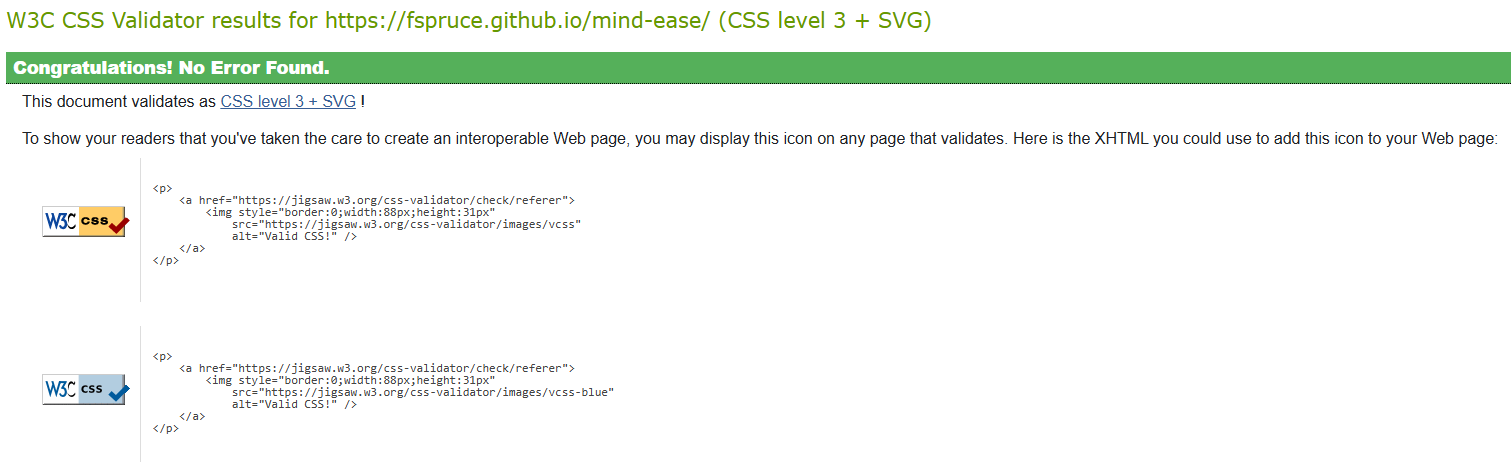 W3C CSS Validator results for https://fspruce.github.io/mind-ease/ (CSS level 3 + SVG)
Congratulations! No Error Found.
This document validates as CSS level 3 + SVG !
To show your readers that you've taken the care to create an interoperable Web page, you may display this icon on any page that validates. Here is the XHTML you could use to add this icon to your Web page:
W3C css
<p>
<a href="https://jigsaw.w3.org/css-validator/check/referer">
<img style="border:0;width:88px;height:31px"
src="https://jigsaw.w3.org/css-validator/images/vcss"
alt="Valid CSS!" />
</a>
</p>
W3C css
<p>
<a href="https://jigsaw.w3.org/css-validator/check/referer">
<img style="border:0;width:88px;height:31px"
src="https://jigsaw.w3.org/css-validator/images/vcss-blue"
alt="Valid CSS!" />
</a>
</p>